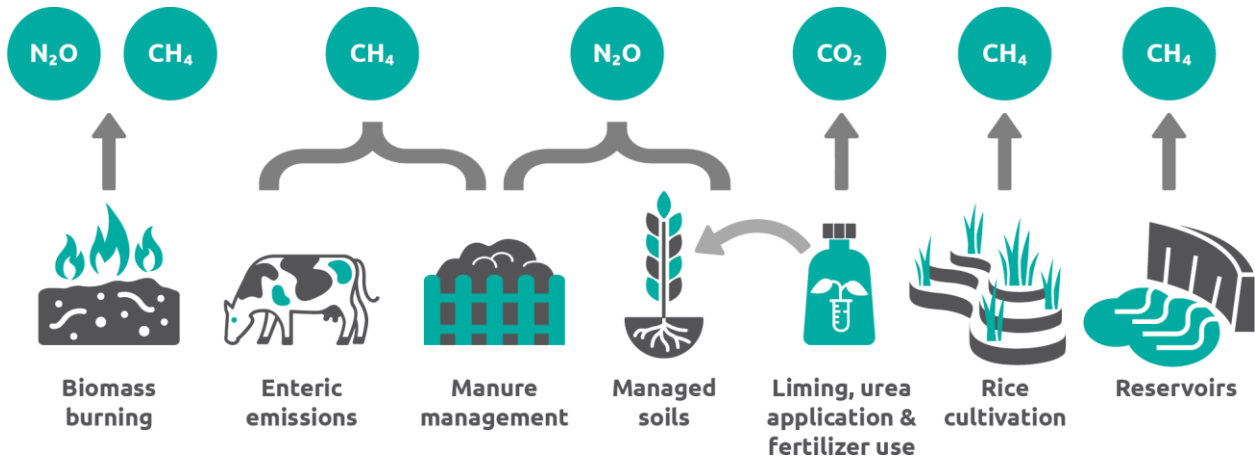 N₂O
CH₄
CH₄
N₂O
CO₂
CH₄
CH₄
Biomass
burning
Enteric
emissions
Manure
management
Managed
soils
Liming, urea
application &
fertilizer use
Rice
cultivation
Reservoirs